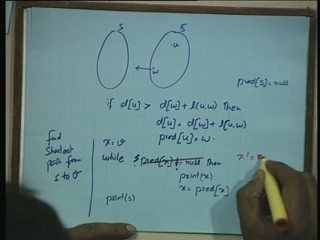 S
S̄
u
w
pred[s] = null
if d[u] > d[w] + l(u,w) then
d[u] = d[w] + l(u,w)
pred[u] = w.
find
shortest
path from
s to v
x = v
while pred[x] != null then
x! =
print(x)
x = pred[x]
print(s)